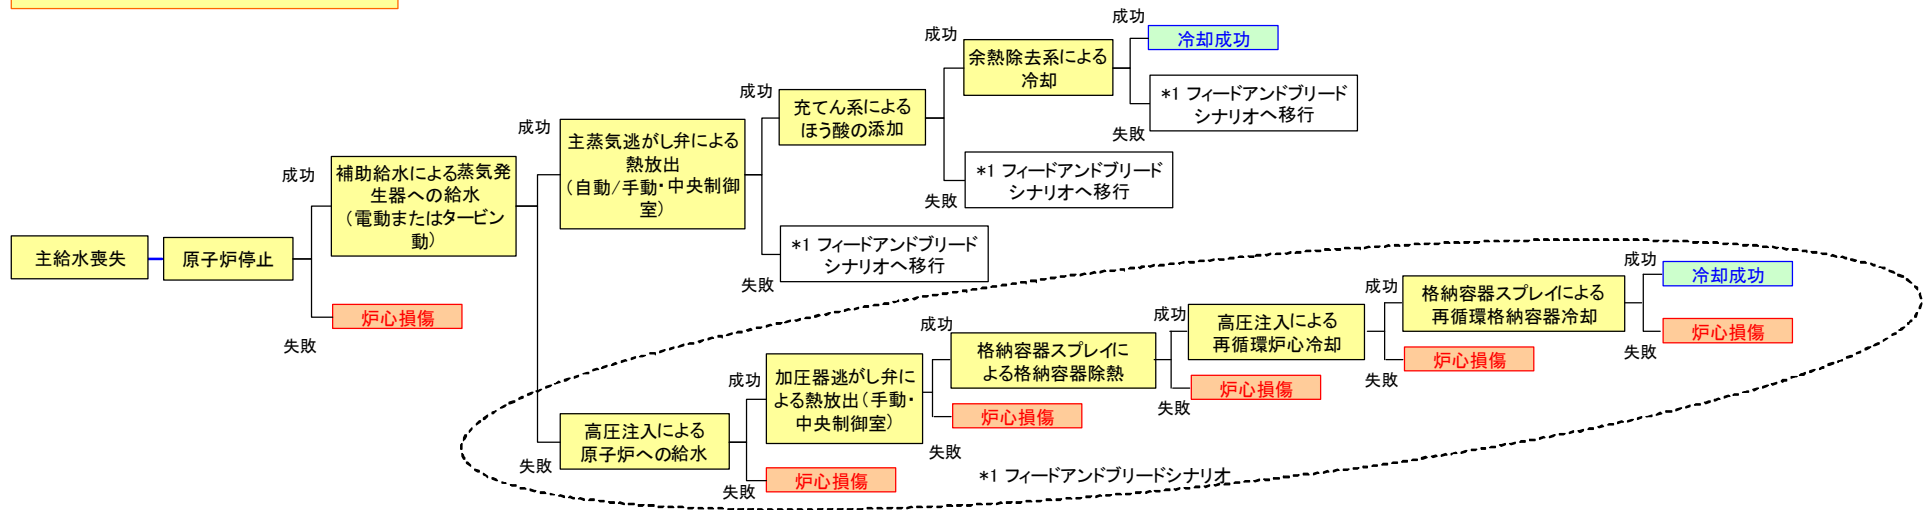 主給水喪失
原子炉停止
成功
補助給水による蒸気発
生器への給水
（電動またはタービン
動）
失敗
炉心損傷
成功
主蒸気逃がし弁による
熱放出
（自動/手動・中央制御
室）
成功
充てん系による
ほう酸の添加
成功
余熱除去系による
冷却
成功
冷却成功
失敗
*1 フィードアンドブリード
シナリオへ移行
失敗
*1 フィードアンドブリード
シナリオへ移行
失敗
*1 フィードアンドブリード
シナリオへ移行
失敗
高圧注入による
原子炉への給水
成功
加圧器逃がし弁に
よる熱放出（手動・
中央制御室）
失敗
炉心損傷
成功
格納容器スプレイに
よる格納容器除熱
失敗
炉心損傷
成功
高圧注入による
再循環炉心冷却
失敗
炉心損傷
成功
格納容器スプレイによる
再循環格納容器冷却
失敗
炉心損傷
成功
冷却成功
失敗
炉心損傷
*1 フィードアンドブリードシナリオ